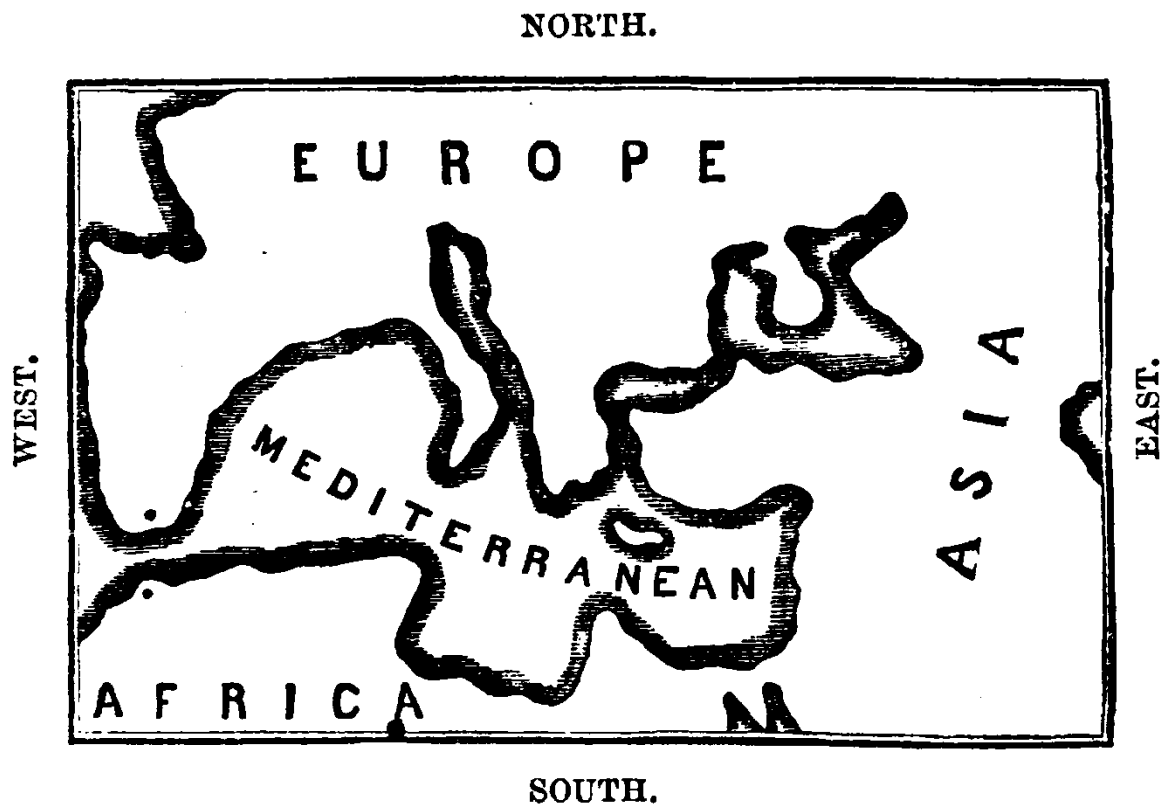 NORTH.
EUROPE
WEST.
ASIA
EAST.
MEDITERRANEAN
AFRICA
SOUTH.